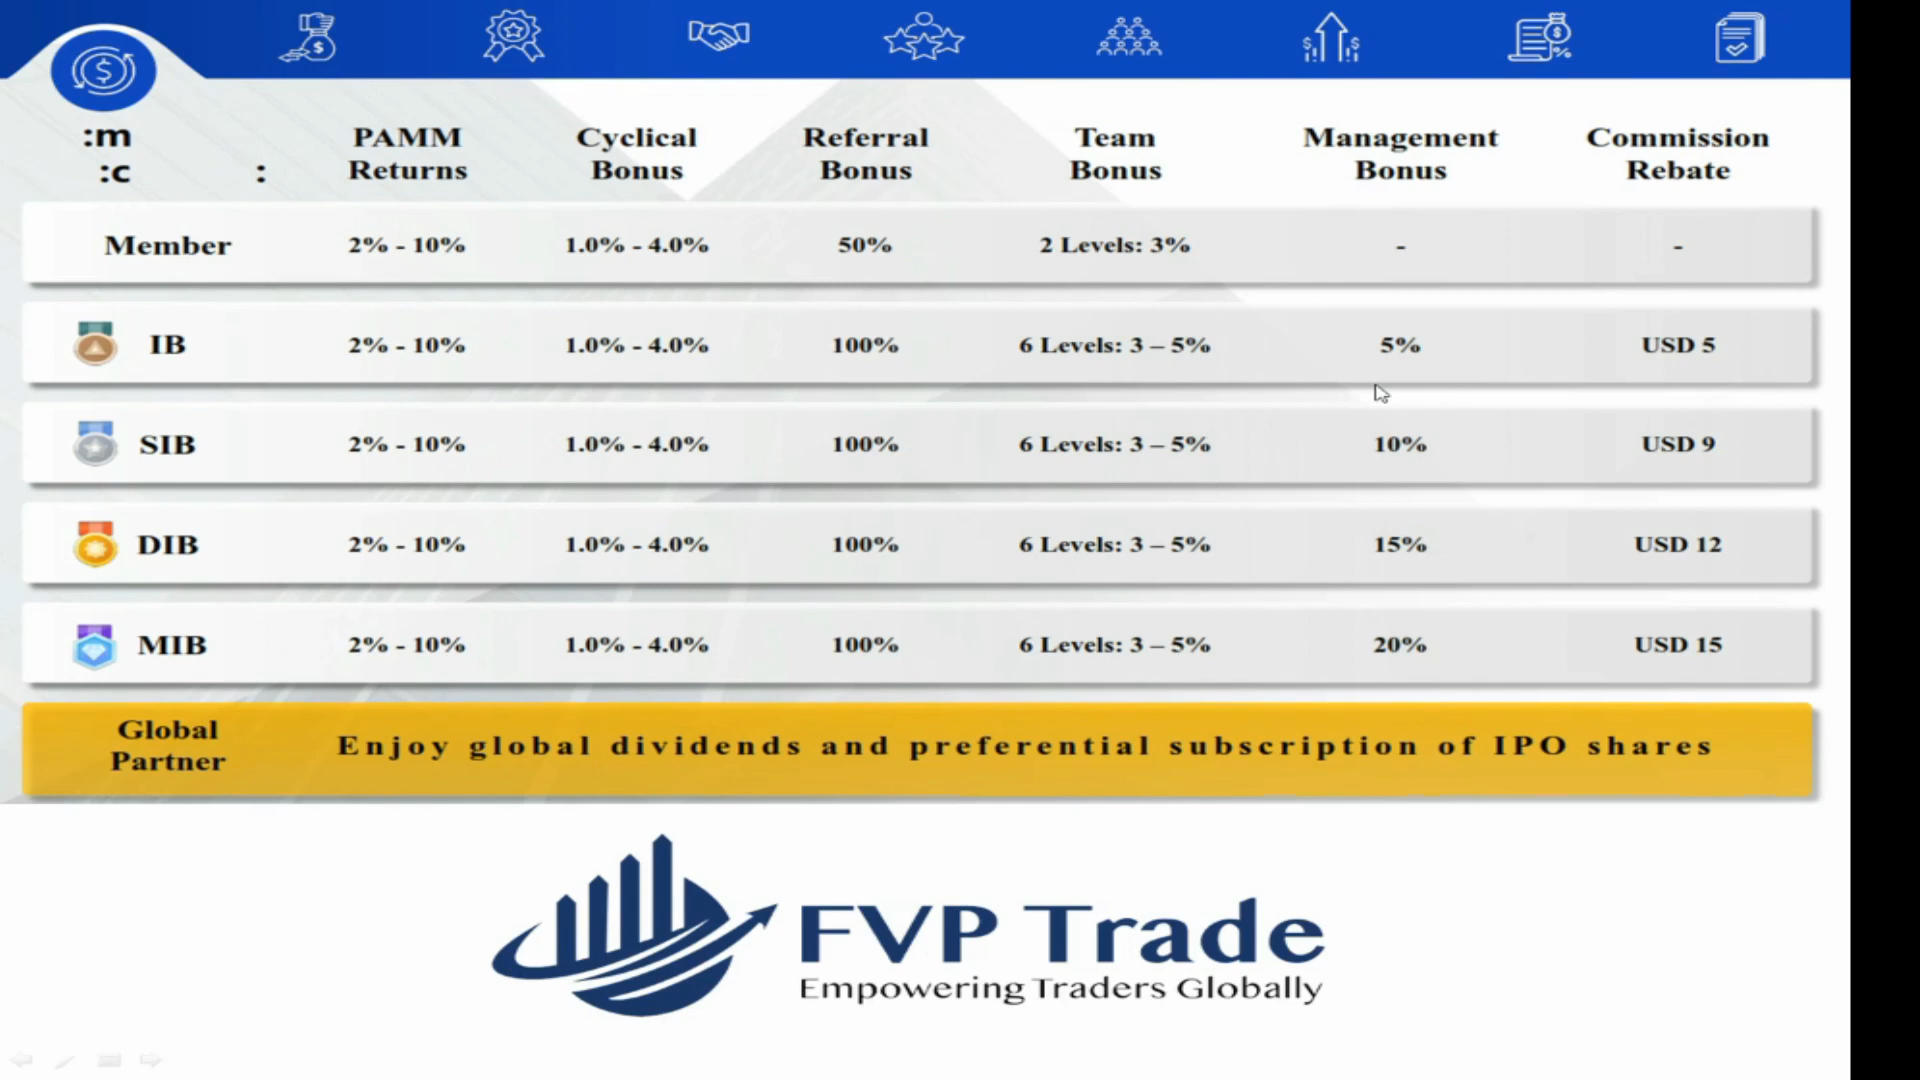 :m
:c :
PAMM Returns
Cyclical Bonus
Referral Bonus
Team Bonus
Management Bonus
Commission Rebate
Member 2% - 10% 1.0% - 4.0% 50% 2 Levels: 3% - -
IB 2% - 10% 1.0% - 4.0% 100% 6 Levels: 3 – 5% 5% USD 5
SIB 2% - 10% 1.0% - 4.0% 100% 6 Levels: 3 – 5% 10% USD 9
DIB 2% - 10% 1.0% - 4.0% 100% 6 Levels: 3 – 5% 15% USD 12
MIB 2% - 10% 1.0% - 4.0% 100% 6 Levels: 3 – 5% 20% USD 15
Global Partner
Enjoy global dividends and preferential subscription of IPO shares
FVP Trade
Empowering Traders Globally